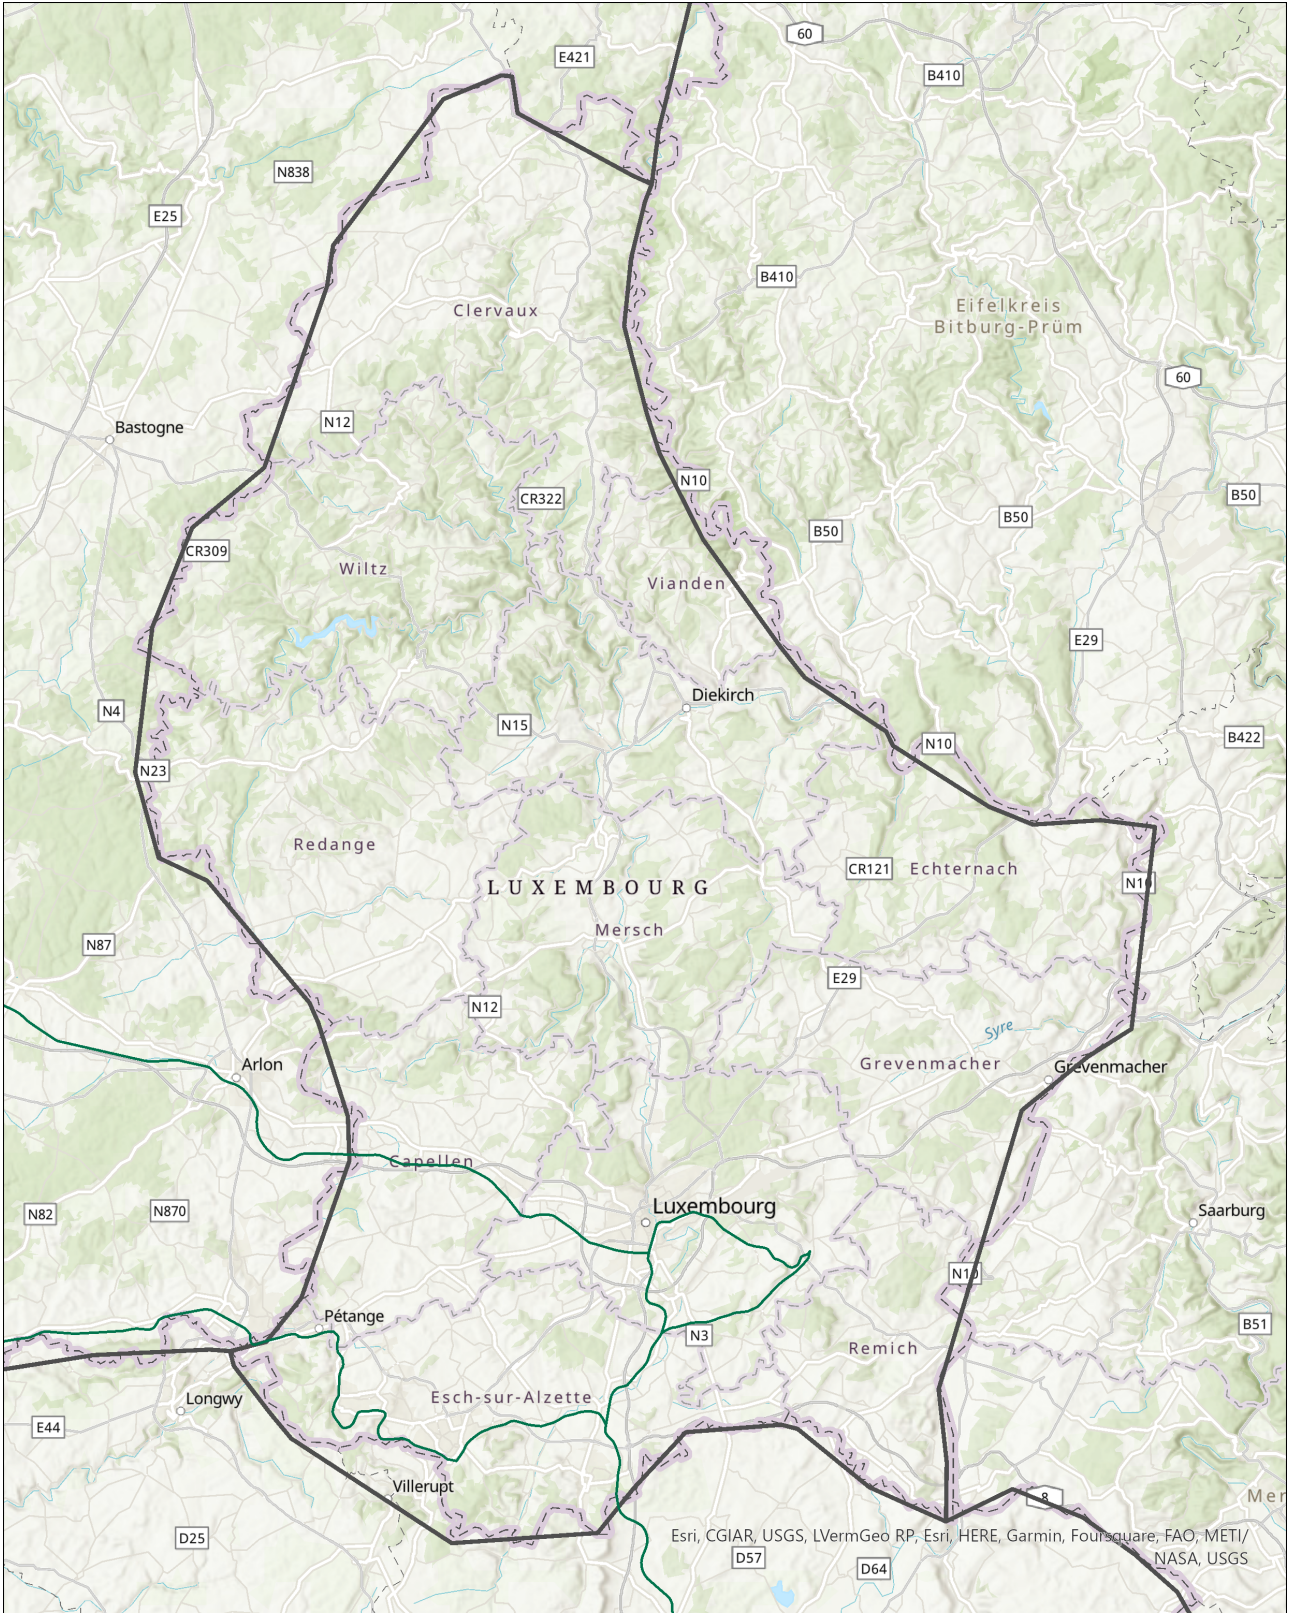 60
E421
B410
N838
E25
B410
Clervaux
Eifelkreis
Bitburg-Prüm
60
N12
Bastogne
N10
CR322
B50
B50
B50
CR309
Wiltz
Vianden
E29
Diekirch
N4
N15
B422
N10
N23
Redange
CR121
Echternach
LUXEMBOURG
N10
Mersch
N87
E29
N12
Syre
Arlon
Grevenmacher
Grevenmacher
Capellen
Luxembourg
N82
N870
Saarburg
N10
Pétange
B51
N3
Remich
Longwy
Esch-sur-Alzette
E44
Villerupt
8
Mer
D25
Esri, CGIAR, USGS, LVermGeo RP, Esri, HERE, Garmin, Foursquare, FAO, METI/
NASA, USGS
D57
D64